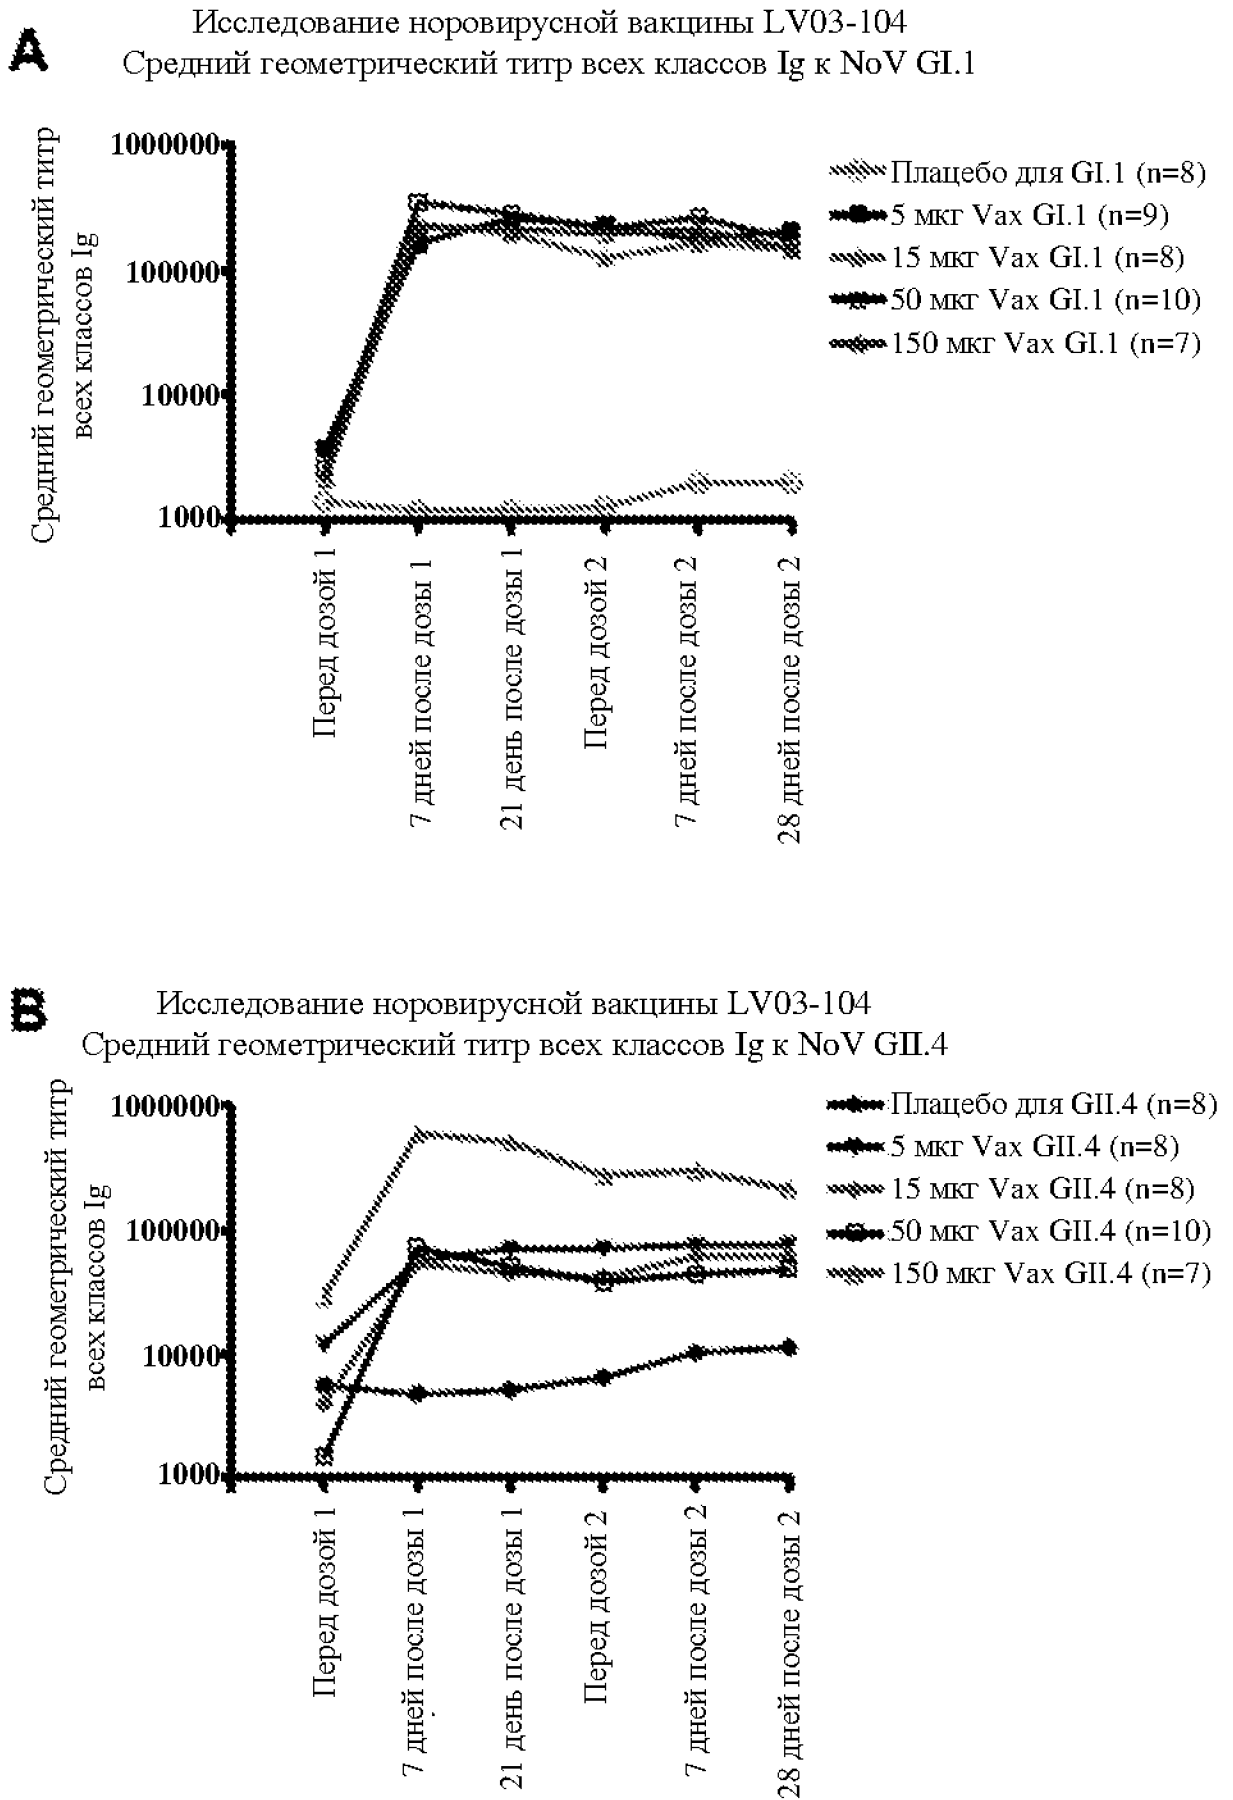 A
Исследование норовирусной вакцины LV03-104
Средний геометрический титр всех классов Ig к NoV GI.1
Средний геометрический титр
всех классов Ig
1000000
100000
10000
1000
Плацебо для GI.1 (n=8)
5 мкг Vax GI.1 (n=9)
15 мкг Vax GI.1 (n=8)
50 мкг Vax GI.1 (n=10)
150 мкг Vax GI.1 (n=7)
Перед дозой 1
7 дней после дозы 1
21 день после дозы 1
Перед дозой 2
7 дней после дозы 2
28 дней после дозы 2
B
Исследование норовирусной вакцины LV03-104
Средний геометрический титр всех классов Ig к NoV GII.4
Средний геометрический титр
всех классов Ig
1000000
100000
10000
1000
Плацебо для GII.4 (n=8)
5 мкг Vax GII.4 (n=8)
15 мкг Vax GII.4 (n=8)
50 мкг Vax GII.4 (n=10)
150 мкг Vax GII.4 (n=7)
Перед дозой 1
7 дней после дозы 1
21 день после дозы 1
Перед дозой 2
7 дней после дозы 2
28 дней после дозы 2